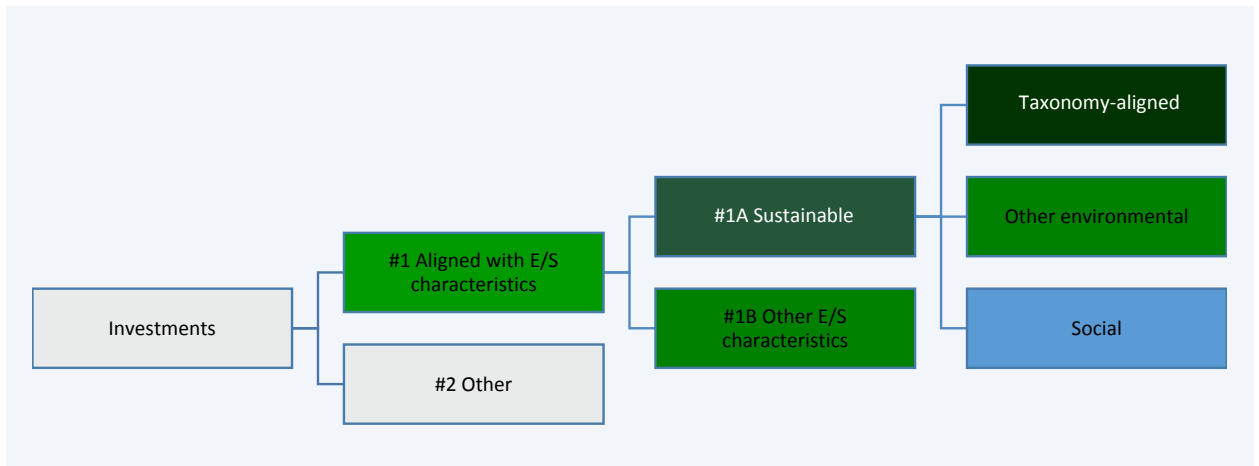 Investments
#1 Aligned with E/S
characteristics
#2 Other
#1A Sustainable
#1B Other E/S
characteristics
Taxonomy-aligned
Other environmental
Social